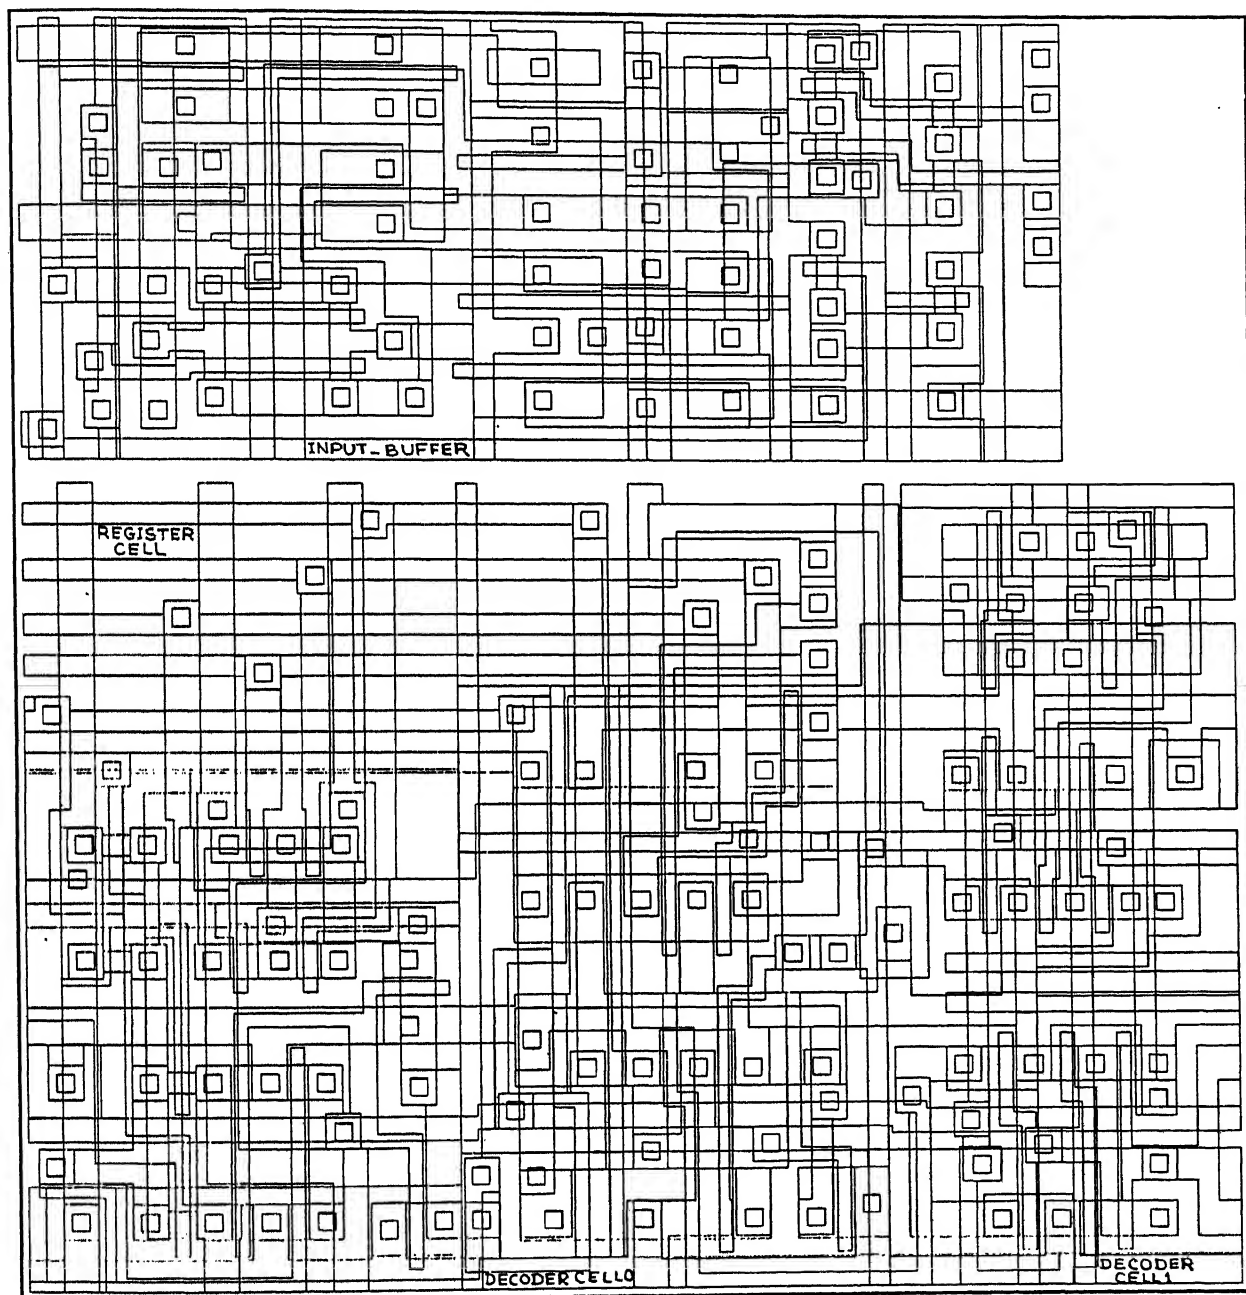 INPUT_BUFFER
REGISTER
CELL
DECODER CELL0
DECODER
CELL1